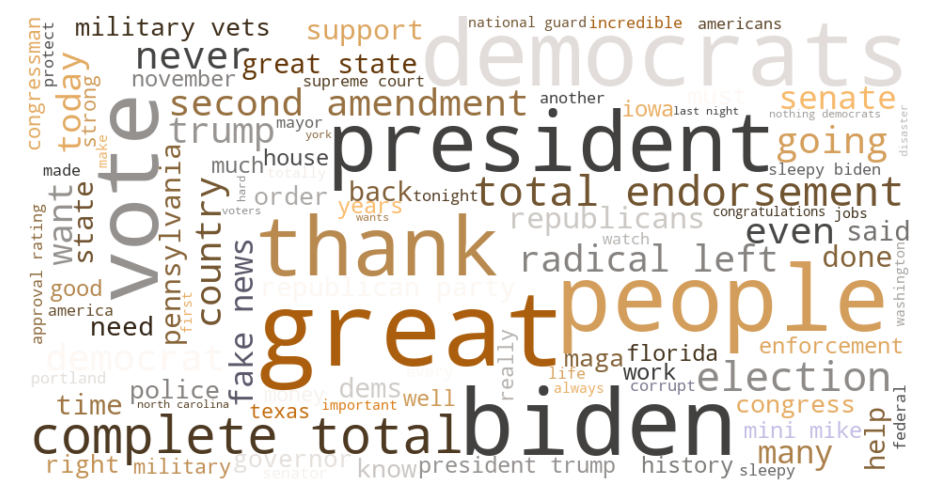 national guard
incredible
americans
military vets
support
democrats
congressman
protect
never
great state
november
supreme court
today
strong
second amendment
another
iowa
last night
must
senate
nothing democrats
disaster
make
vote
trump
mayor
york
president
going
made
much
house
totally
sleepy biden
want
state
pennsylvania
country
hard
order
back
tonight
total endorsement
voters
years
wants
republicans
congratulations
jobs
even
said
thank
watch
radical left
done
washington
approval rating
good
america
first
need
fake news
republican party
great
people
democrat
really
maga
florida
enforcement
portland
police
money
dems
life
always
work
corrupt
election
time
north carolina
texas
important
well
congress
federal
complete total
biden
mini mike
help
right
military
governor
senator
know
president trump
history
sleepy
many